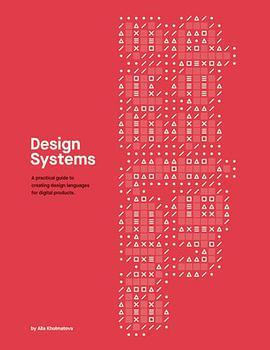 Design
Systems
A practical guide to
creating design languages
for digital products.
by Alla Kholmatova